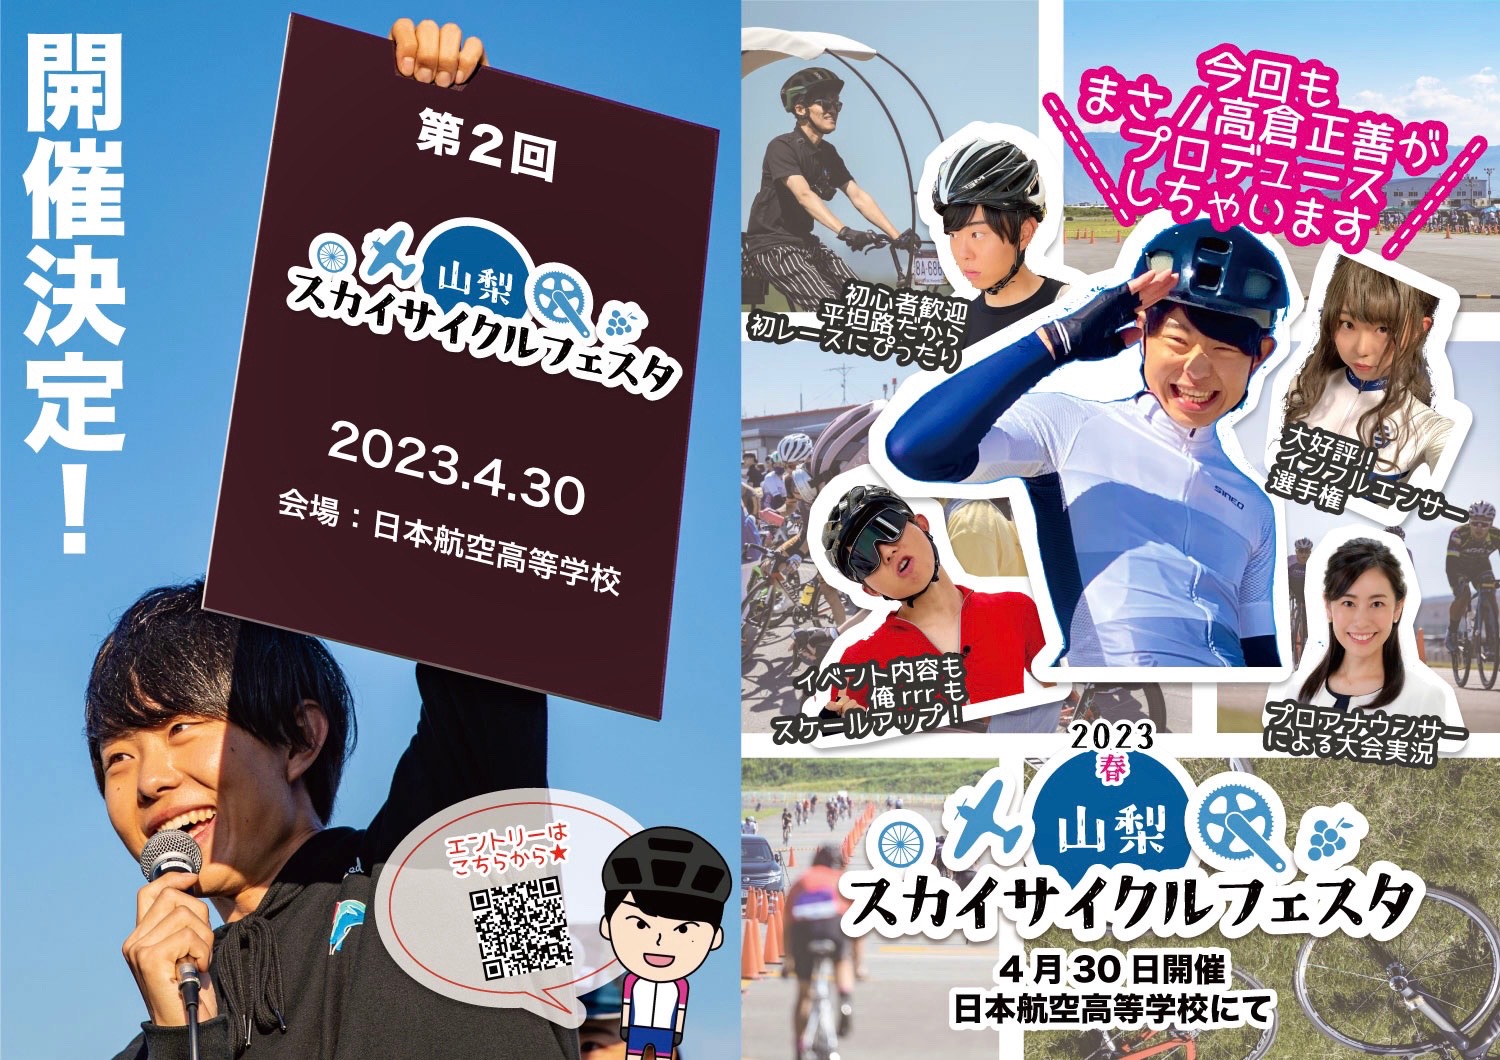 開催決定！
第2回
山梨
スカイサイクルフェスタ
2023.4.30
会場：日本航空高等学校
エントリーは
こちらから★
今回も
まさﾉ高倉正善が
プロデュース
しちゃいます
8A-686
初心者歓迎
平坦路だから
初レースにぴったり
大好評！
インフルエンサー
選手権
SINEO
イベント内容も
俺rrrも
スケールアップ！
プロアナウンサー
による大会実況
2023
春
山梨
スカイサイクルフェスタ
4月30日開催
日本航空高等学校にて